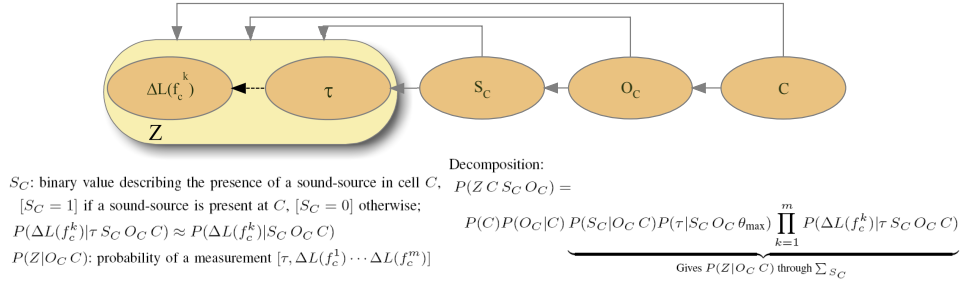 ΔL(f_c^k)
τ
S_C
O_C
C
Z
S_C: binary value describing the presence of a sound-source in cell C,
[S_C = 1] if a sound-source is present at C, [S_C = 0] otherwise;
P(ΔL(f_c^k)|τ S_C O_C C) ≈ P(ΔL(f_c^k)|S_C O_C C)
P(Z|O_C C): probability of a measurement [τ, ΔL(f_c^1) ⋯ ΔL(f_c^m)]
Decomposition:
P(Z C S_C O_C) =
P(C)P(O_C|C) P(S_C|O_C C)P(τ|S_C O_C θ_max) ∏_{k=1}^{m} P(ΔL(f_c^k)|τ S_C O_C C)
Gives P(Z|O_C C) through ∑_{S_C}